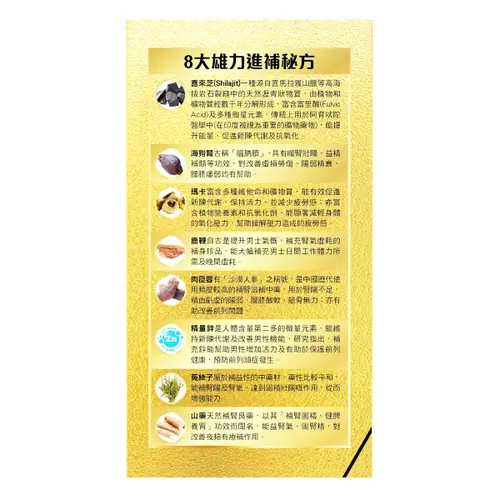 8大雄力進補秘方
喜來芝(Shilajit)一種源自喜馬拉雅山脈等高海
拔岩石裂縫中的天然瀝青狀物質，由植物和
礦物質經數千年分解形成，富含富里酸(Fulvic
Acid)及多種微量元素，傳統上用於阿育吠陀
醫學中(在印度被視為重要的礦物藥物)，能提
升能量、促進新陳代謝及抗氧化。
海狗腎古稱「膃肭臍」，具有暖腎壯陽、益精
補髓等功效，對改善虛損勞傷、陽弱精衰、
腰膝痿弱均有幫助。
瑪卡富含多種維他命和礦物質，能有效促進
新陳代謝，保持活力，並減少疲勞感；亦富
含植物營養素和抗氧化劑，能顯著減輕身體
的氧化壓力，幫助緩解壓力造成的疲勞感。
鹿鞭自古是提升男士氣慨、補充腎氣虛耗的
補身珍品，能大幅補充男士日間工作體力所
需及晚間虛耗。
肉蓯蓉有「沙漠人參」之稱號，是中國歷代使
用頻度較高的補腎滋補中藥，用於腎陽不足，
精血虧虛的陽弱，腰膝酸軟，筋骨無力；亦有
助改善前列問題。
精量鋅是人體含量第二多的微量元素，能維
持新陳代謝及改善男性機能，研究指出，補
充鋅能幫助男性增加活力及有助於保護前列
健康，預防前列頑症發生。
菟絲子屬於補益性的中藥材，藥性比較平和，
能補腎陽及腎氣，達到固精壯陽嘅作用，從而
增強能力。
山藥天然補腎良藥，以其「補腎固精、健脾
養胃」功效而聞名，能益腎氣、固腎精，對
改善夜頻有療補作用。
Zn